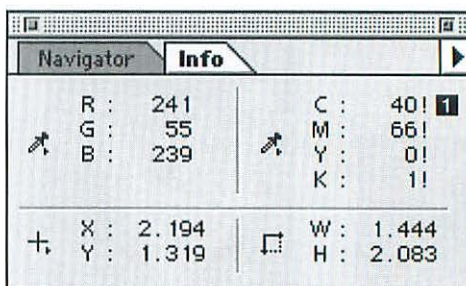 Navigator Info
R : 241
G : 55
B : 239
C : 40! 1
M : 66!
Y : 0!
K : 1!
X : 2.194
Y : 1.319
W : 1.444
H : 2.083